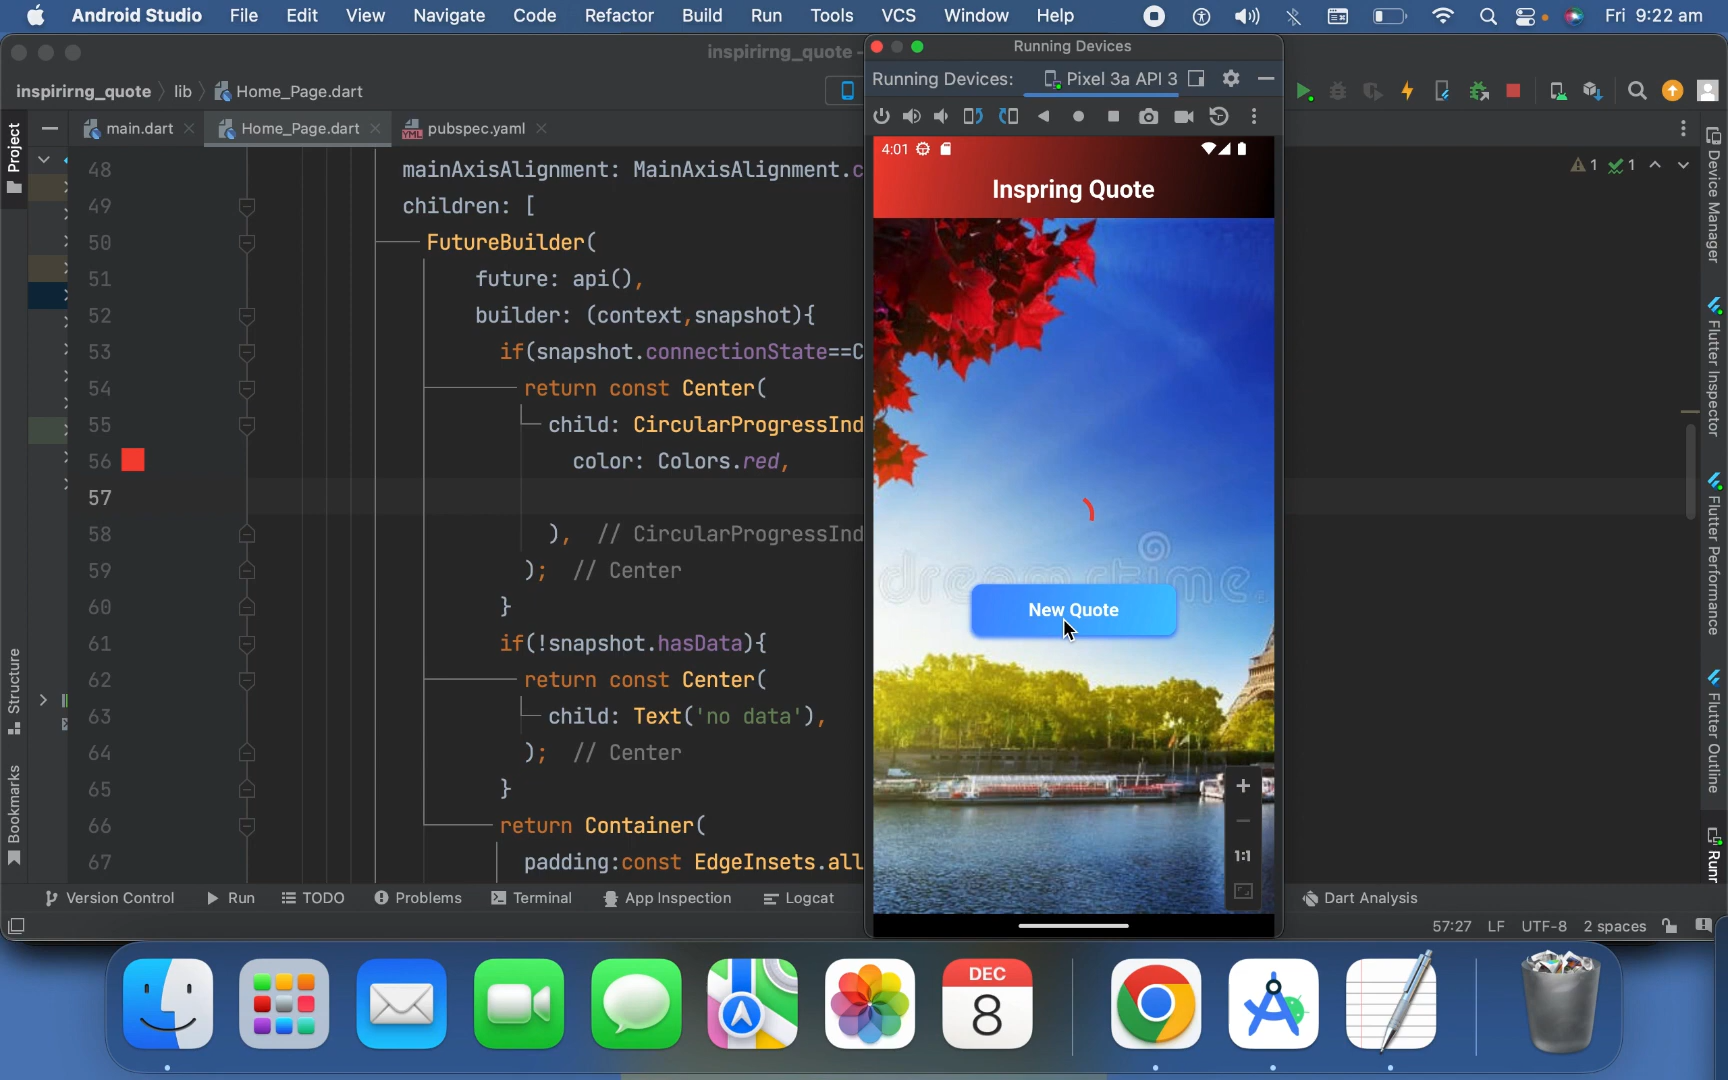 Android Studio File Edit View Navigate Code Refactor Build Run Tools VCS Window Help Fri 9:22 am
inspirirng_quote –
Running Devices
inspirirng_quote lib Home_Page.dart
Running Devices: Pixel 3a API 3
main.dart Home_Page.dart pubspec.yaml
Project
48 mainAxisAlignment: MainAxisAlignment.c
49 children: [
50 FutureBuilder(
51 future: api(),
52 builder: (context,snapshot){
53 if(snapshot.connectionState==C
54 return const Center(
55 child: CircularProgressInd
56 color: Colors.red,
57
58 ), // CircularProgressInd
59 ); // Center
60 }
61 if(!snapshot.hasData){
62 return const Center(
63 child: Text('no data'),
64 ); // Center
65 }
66 return Container(
67 padding:const EdgeInsets.all
Structure
Bookmarks
4:01
Inspring Quote
dreamstime.
New Quote
1:1
1 1
Device Manager
Flutter Inspector
Flutter Performance
Flutter Outline
Runr
Version Control Run TODO Problems Terminal App Inspection Logcat Dart Analysis
57:27 LF UTF-8 2 spaces
DEC
8